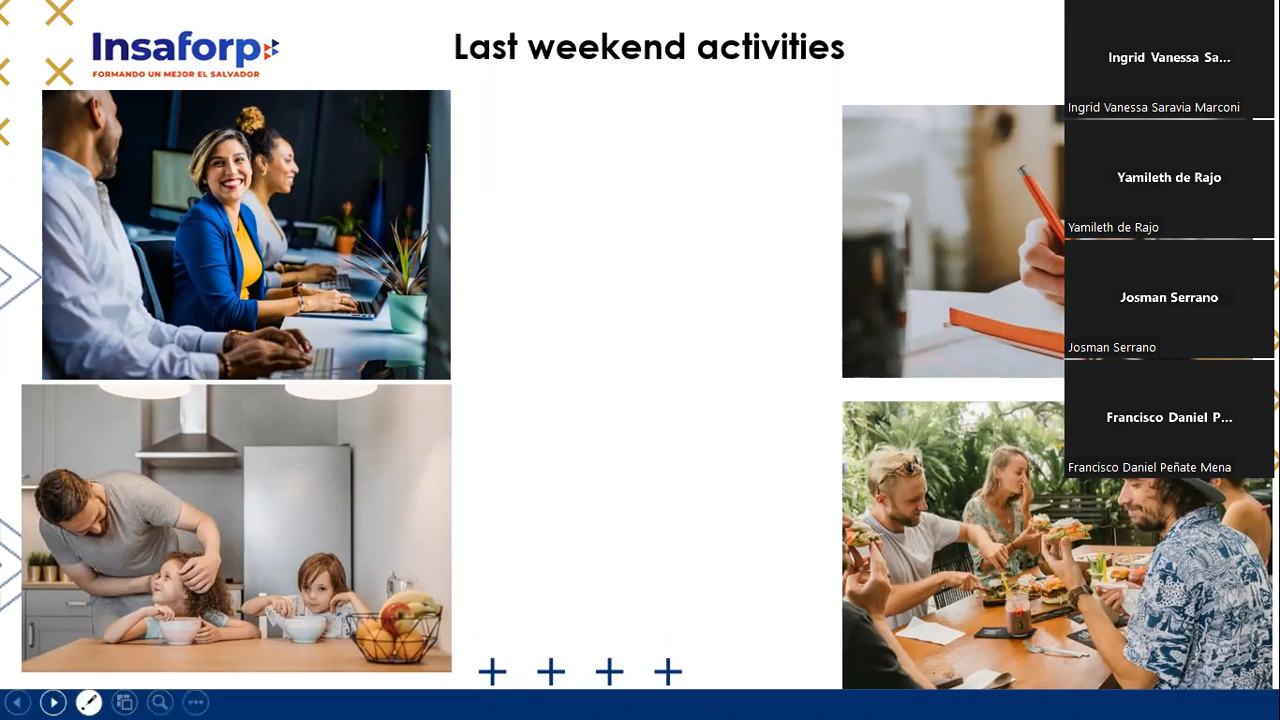 Insaforp
FORMANDO UN MEJOR EL SALVADOR
Last weekend activities
Ingrid Vanessa Sa...
Ingrid Vanessa Saravia Marconi
Yamileth de Rajo
Yamileth de Rajo
Josman Serrano
Josman Serrano
Francisco Daniel P...
Francisco Daniel Peñate Mena